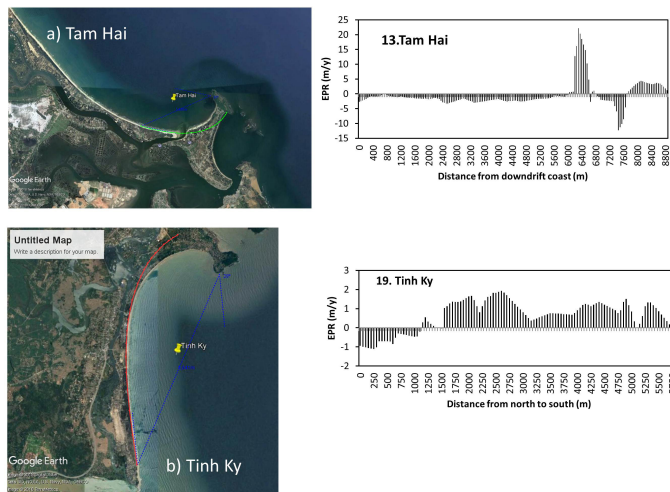 a) Tam Hai
Tam Hai
Google Earth
13.Tam Hai
EPR (m/y)
25
20
15
10
5
0
-5
-10
-15
0 400 800 1200 1600 2000 2400 2800 3200 3600 4000 4400 4800 5200 5600 6000 6400 6800 7200 7600 8000 8400 8800
Distance from downdrift coast (m)
Untitled Map
Write a description for your map.
Tinh Ky
Google Earth
b) Tinh Ky
19. Tinh Ky
EPR (m/y)
3
2
1
0
-1
-2
0 250 500 750 1000 1250 1500 1750 2000 2250 2500 2750 3000 3250 3500 3750 4000 4250 4500 4750 5000 5250 5500
Distance from north to south (m)